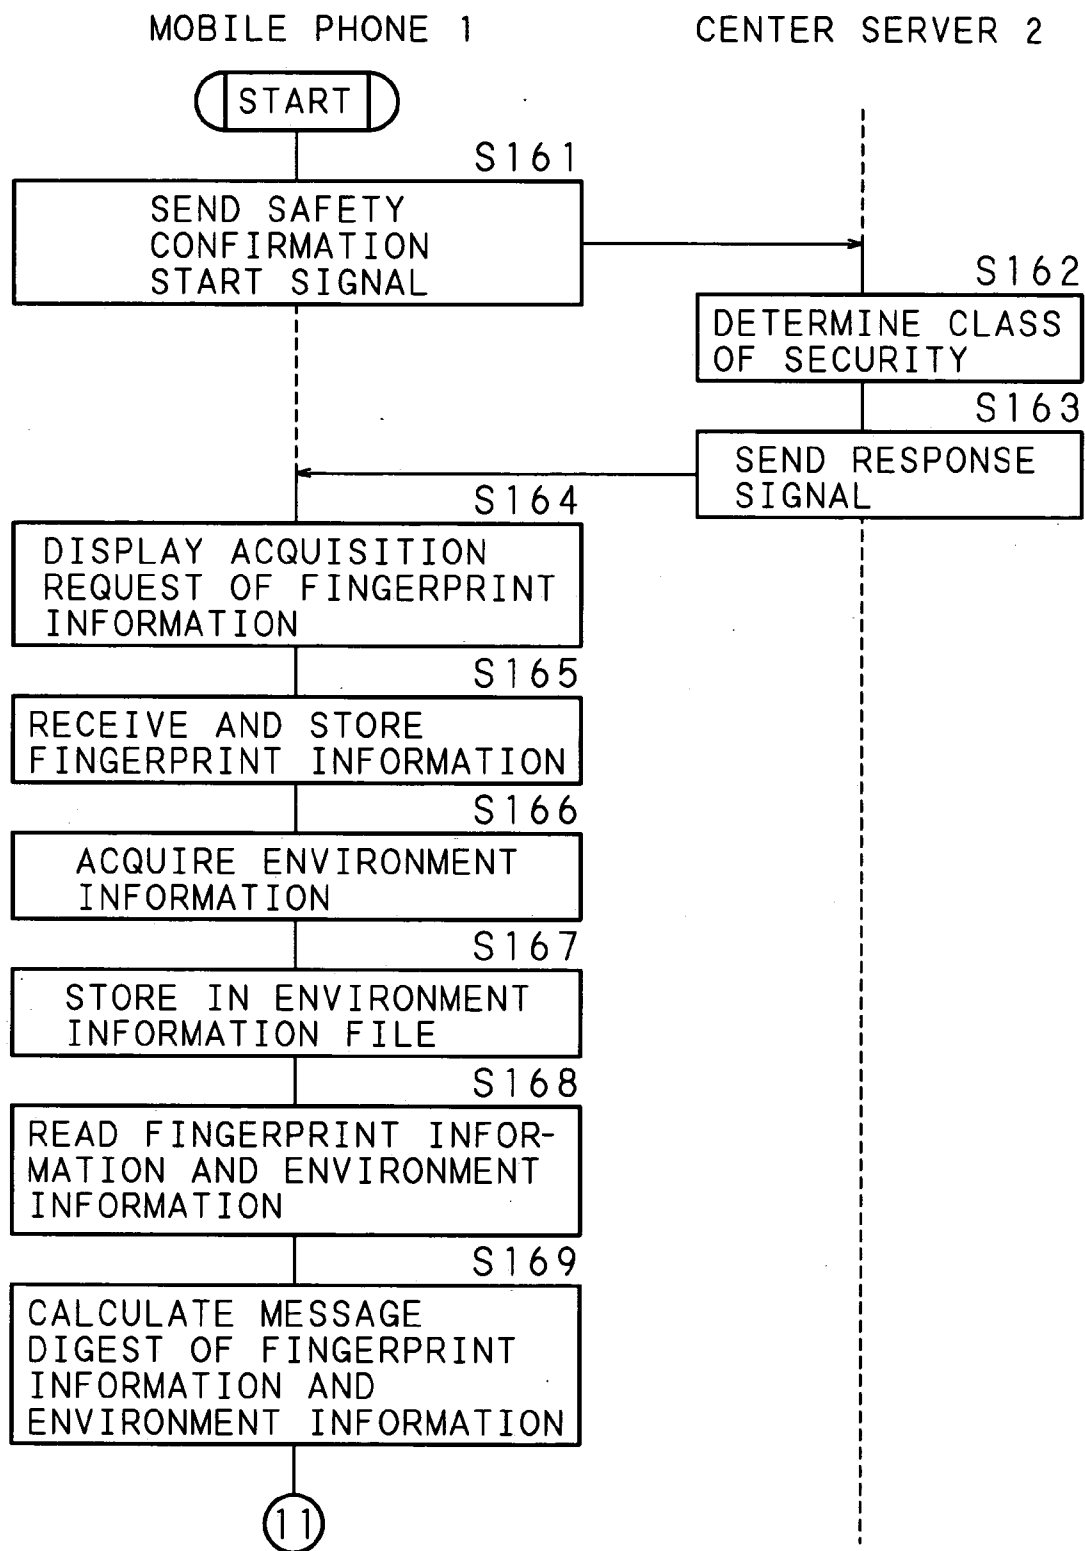 MOBILE PHONE 1
CENTER SERVER 2
START
S161
SEND SAFETY
CONFIRMATION
START SIGNAL
S162
DETERMINE CLASS
OF SECURITY
S163
SEND RESPONSE
SIGNAL
S164
DISPLAY ACQUISITION
REQUEST OF FINGERPRINT
INFORMATION
S165
RECEIVE AND STORE
FINGERPRINT INFORMATION
S166
ACQUIRE ENVIRONMENT
INFORMATION
S167
STORE IN ENVIRONMENT
INFORMATION FILE
S168
READ FINGERPRINT INFOR-
MATION AND ENVIRONMENT
INFORMATION
S169
CALCULATE MESSAGE
DIGEST OF FINGERPRINT
INFORMATION AND
ENVIRONMENT INFORMATION
11